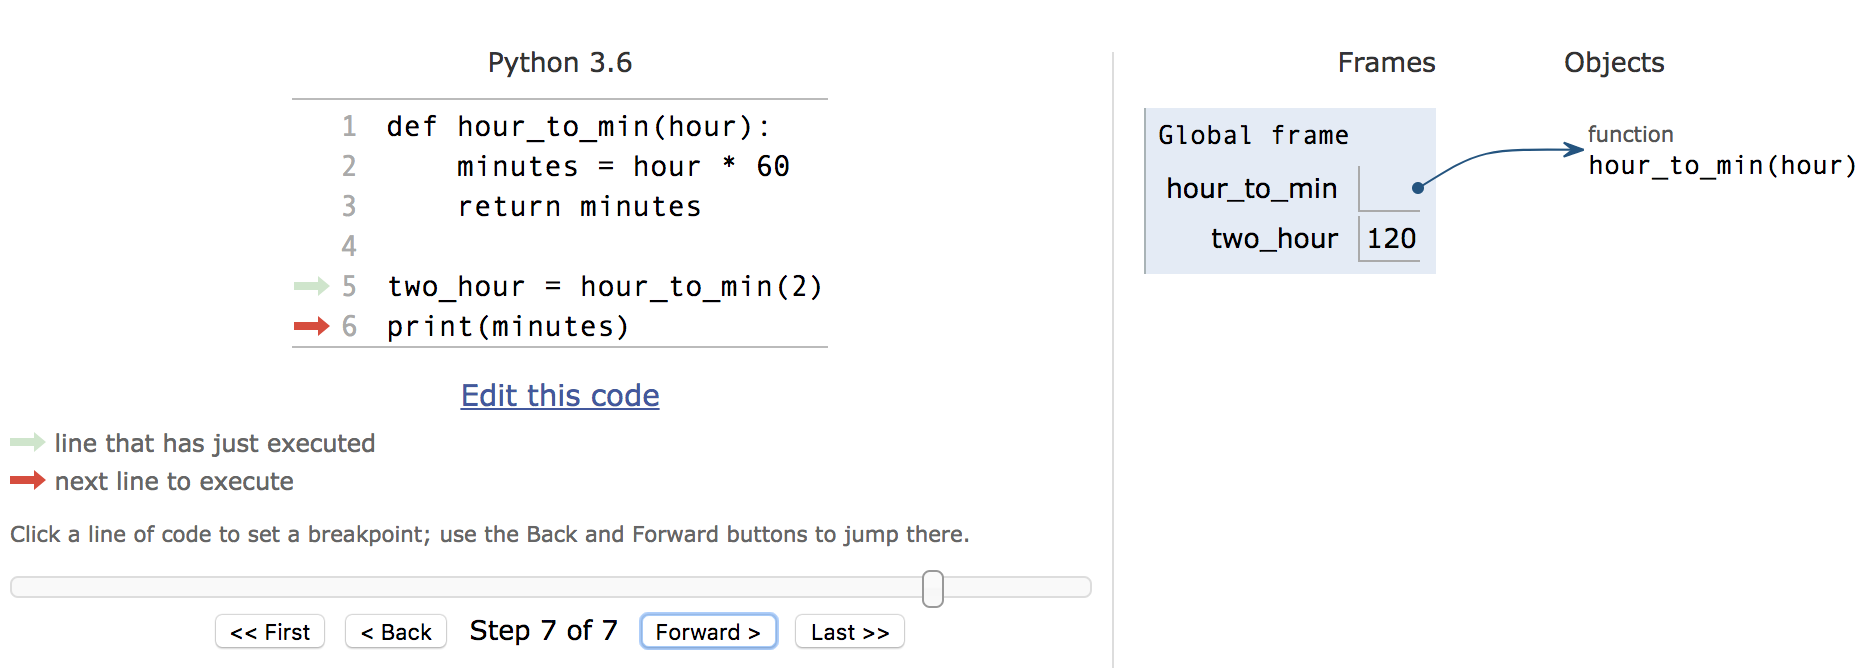 Python 3.6
1 def hour_to_min(hour):
2     minutes = hour * 60
3     return minutes
4
5 two_hour = hour_to_min(2)
6 print(minutes)
Edit this code
line that has just executed
next line to execute
Click a line of code to set a breakpoint; use the Back and Forward buttons to jump there.
<< First < Back Step 7 of 7 Forward > Last >>
Frames Objects
Global frame
hour_to_min
two_hour 120
function
hour_to_min(hour)